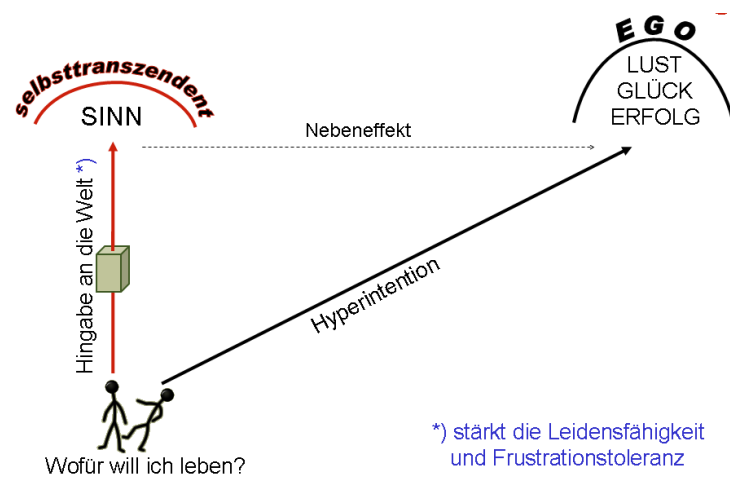 selbsttranszendent
SINN
EGO
LUST
GLÜCK
ERFOLG
Nebeneffekt
Hingabe an die Welt *)
Hyperintention
Wofür will ich leben?
*) stärkt die Leidensfähigkeit
und Frustrationstoleranz